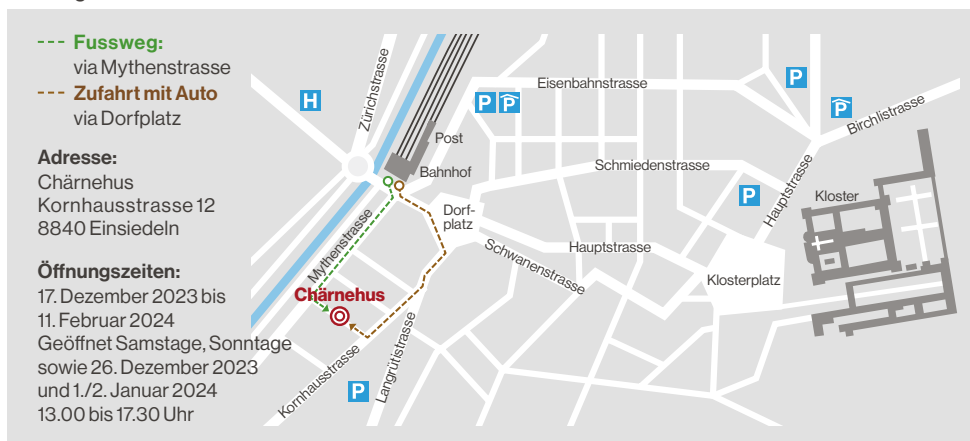 --- Fussweg:
via Mythenstrasse
--- Zufahrt mit Auto
via Dorfplatz
Adresse:
Chärnehus
Kornhausstrasse 12
8840 Einsiedeln
Öffnungszeiten:
17. Dezember 2023 bis
11. Februar 2024
Geöffnet Samstage, Sonntage
sowie 26. Dezember 2023
und 1./2. Januar 2024
13.00 bis 17.30 Uhr
H
Zürichstrasse
Post
Bahnhof
P
P
Eisenbahnstrasse
P
P
Birchlistrasse
Schmiedenstrasse
P
Hauptstrasse
Kloster
Dorf-
platz
Mythenstrasse
Schwanenstrasse
Hauptstrasse
Klosterplatz
Chärnehus
Kornhausstrasse
P
Langrütistrasse